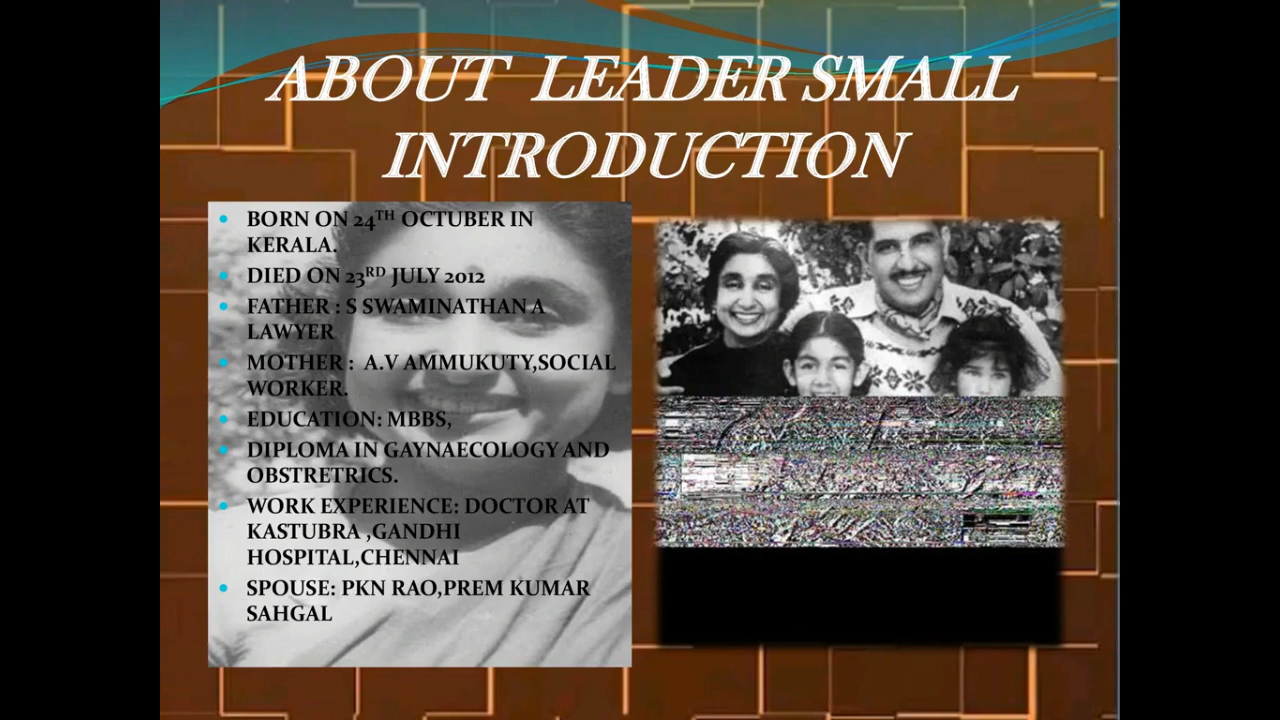 ABOUT LEADER SMALL
INTRODUCTION
BORN ON 24TH OCTUBER IN
KERALA.
DIED ON 23RD JULY 2012
FATHER : S SWAMINATHAN A
LAWYER
MOTHER : A.V AMMUKUTY,SOCIAL
WORKER.
EDUCATION: MBBS,
DIPLOMA IN GAYNAECOLOGY AND
OBSTRETRICS.
WORK EXPERIENCE: DOCTOR AT
KASTUBRA ,GANDHI
HOSPITAL,CHENNAI
SPOUSE: PKN RAO,PREM KUMAR
SAHGAL